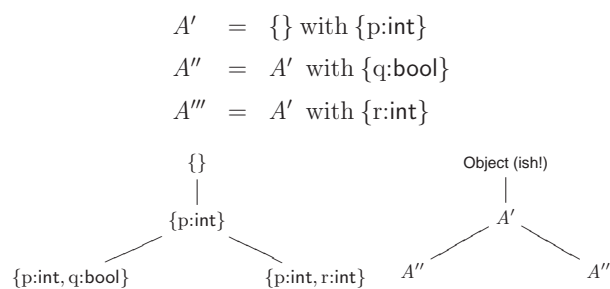 A′ = {} with {p:int}
A″ = A′ with {q:bool}
A‴ = A′ with {r:int}
{} Object (ish!)
{p:int} A′
{p:int, q:bool} {p:int, r:int} A″ A″